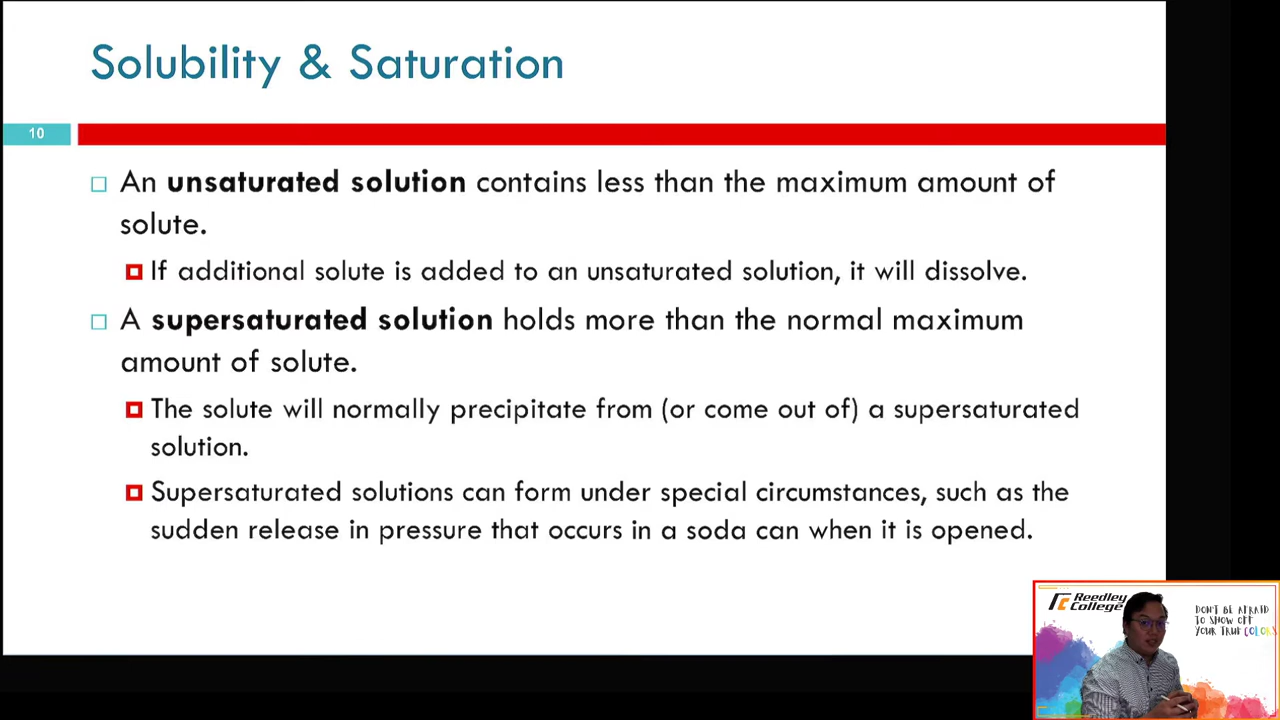 Solubility & Saturation
10
An unsaturated solution contains less than the maximum amount of
solute.
If additional solute is added to an unsaturated solution, it will dissolve.
A supersaturated solution holds more than the normal maximum
amount of solute.
The solute will normally precipitate from (or come out of) a supersaturated
solution.
Supersaturated solutions can form under special circumstances, such as the
sudden release in pressure that occurs in a soda can when it is opened.
Reedley
College
DON'T BE AFRAID
TO SHOW OFF
YOUR TRUE COLORS